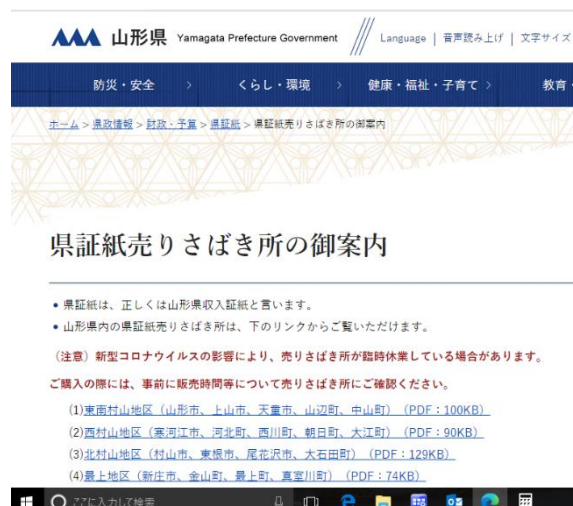 山形県 Yamagata Prefecture Government Language | 音声読み上げ | 文字サイズ
防災・安全 > くらし・環境 > 健康・福祉・子育て > 教育・
ホーム > 県政情報 > 財政・予算 > 県証紙 > 県証紙売りさばき所の御案内
県証紙売りさばき所の御案内
• 県証紙は、正しくは山形県収入証紙と言います。
• 山形県内の県証紙売りさばき所は、下のリンクからご覧いただけます。
(注意)新型コロナウイルスの影響により、売りさばき所が臨時休業している場合があります。
ご購入の際には、事前に販売時間等について売りさばき所にご確認ください。
(1)東南村山地区(山形市、上山市、天童市、山辺町、中山町)(PDF:100KB)
(2)西村山地区(寒河江市、河北町、西川町、朝日町、大江町)(PDF:90KB)
(3)北村山地区(村山市、東根市、尾花沢市、大石田町)(PDF:129KB)
(4)最上地区(新庄市、金山町、最上町、真室川町)(PDF:74KB)
ここに入力して検索